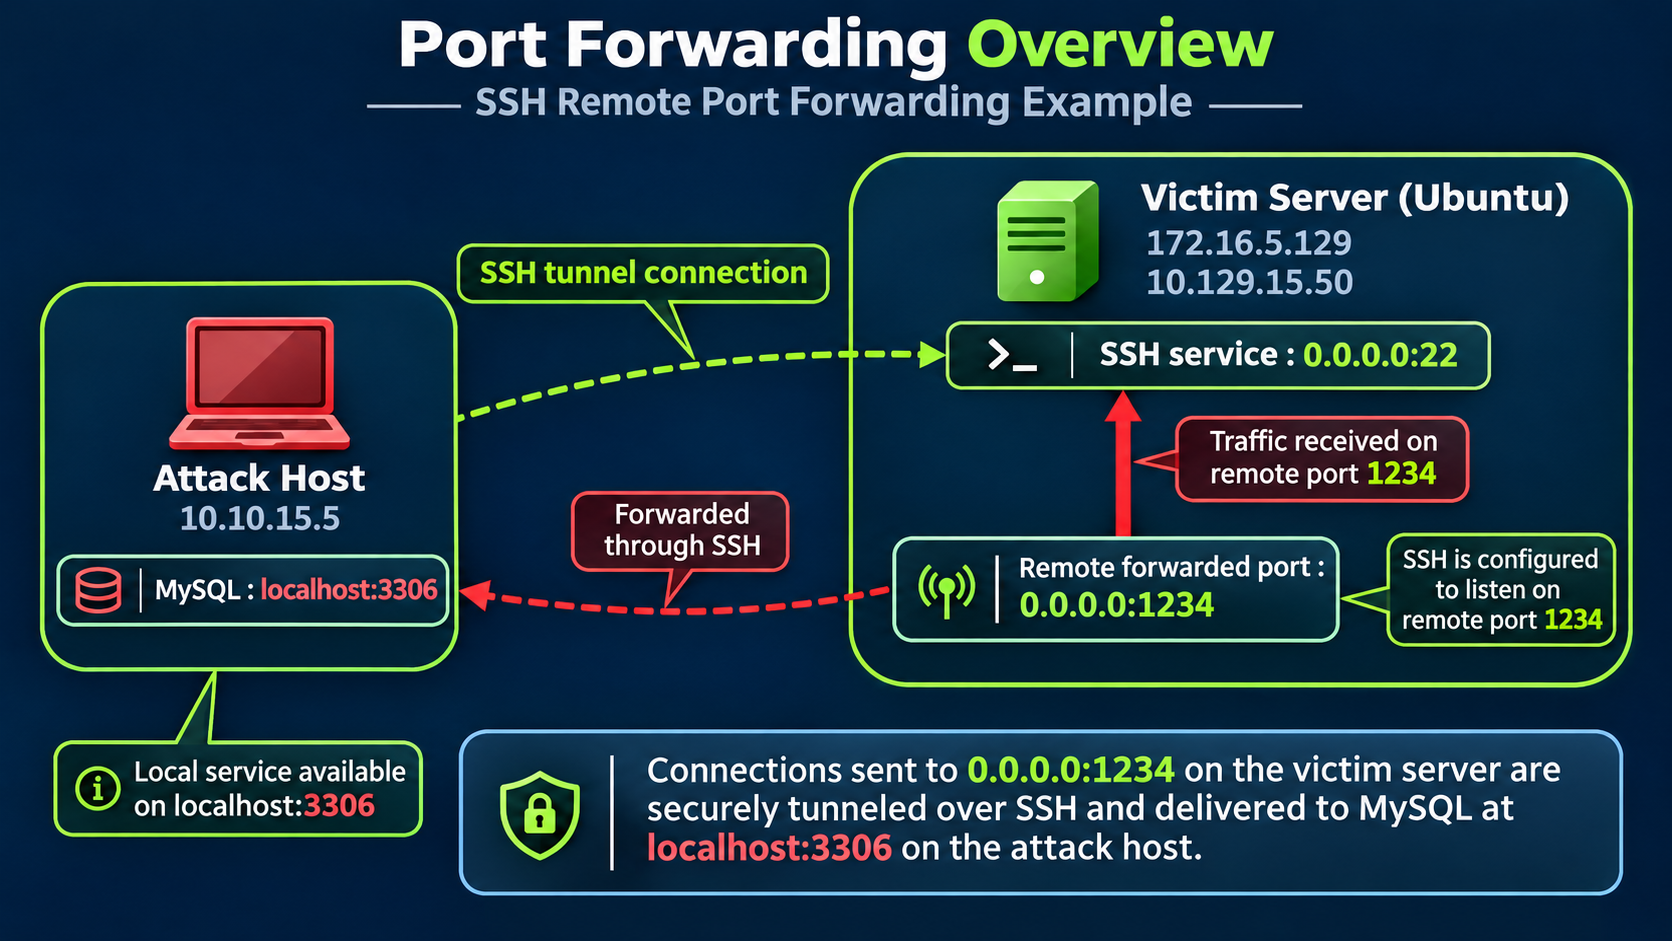 Port Forwarding Overview
SSH Remote Port Forwarding Example
Victim Server (Ubuntu)
172.16.5.129
10.129.15.50
SSH tunnel connection
>_ SSH service : 0.0.0.0:22
Traffic received on
remote port 1234
Attack Host
10.10.15.5
MySQL : localhost:3306
Forwarded
through SSH
Remote forwarded port :
0.0.0.0:1234
SSH is configured
to listen on
remote port 1234
Local service available
on localhost:3306
Connections sent to 0.0.0.0:1234 on the victim server are
securely tunneled over SSH and delivered to MySQL at
localhost:3306 on the attack host.